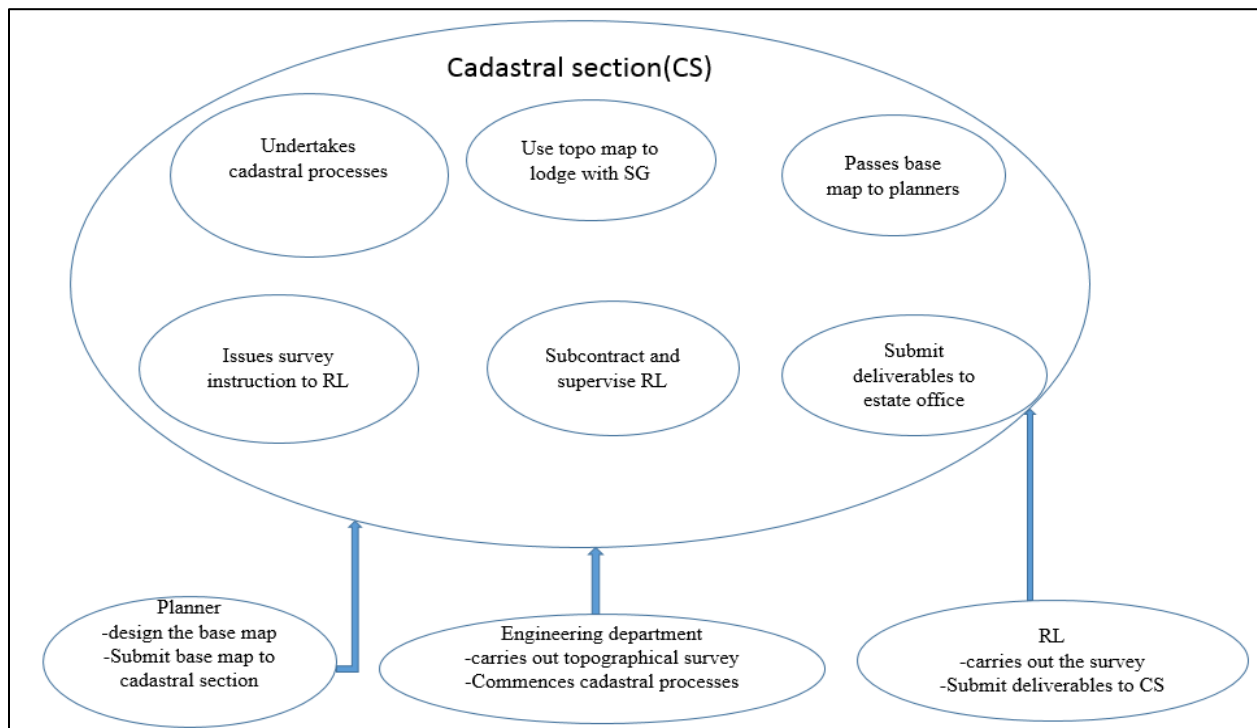 Cadastral section(CS)
Undertakes
cadastral processes
Use topo map to
lodge with SG
Passes base
map to planners
Issues survey
instruction to RL
Subcontract and
supervise RL
Submit
deliverables to
estate office
Planner
-design the base map
-Submit base map to
cadastral section
Engineering department
-carries out topographical survey
-Commences cadastral processes
RL
-carries out the survey
-Submit deliverables to CS